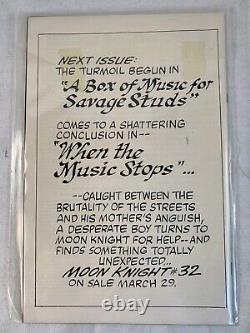 NEXT ISSUE:
THE TURMOIL BEGUN IN
"A Box of Music for
Savage Studs"
COMES TO A SHATTERING
CONCLUSION IN--
"When the
Music Stops"...
--CAUGHT BETWEEN THE
BRUTALITY OF THE STREETS
AND HIS MOTHER'S ANGUISH,
A DESPERATE BOY TURNS TO
MOON KNIGHT FOR HELP--AND
FINDS SOMETHING TOTALLY
UNEXPECTED...
MOON KNIGHT #32
ON SALE MARCH 29.
ebth.com